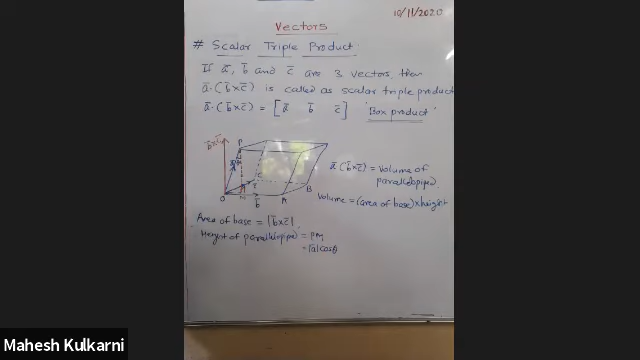 10/11/2020
Vectors
# Scalar Triple Product
If a̅, b̅ and c̅ are 3 vectors, then
a̅·(b̅×c̅) is called as scalar triple product
a̅·(b̅×c̅) = [a̅ b̅ c̅] 'Box product'
b̅×c̅
P
a̅(b̅×c̅) = volume of
parallelopiped
B
Volume = (area of base)×height
O
b̅
A
Area of base = |b̅×c̅|
Height of parallelopiped = PM
= |a|cosθ
Mahesh Kulkarni